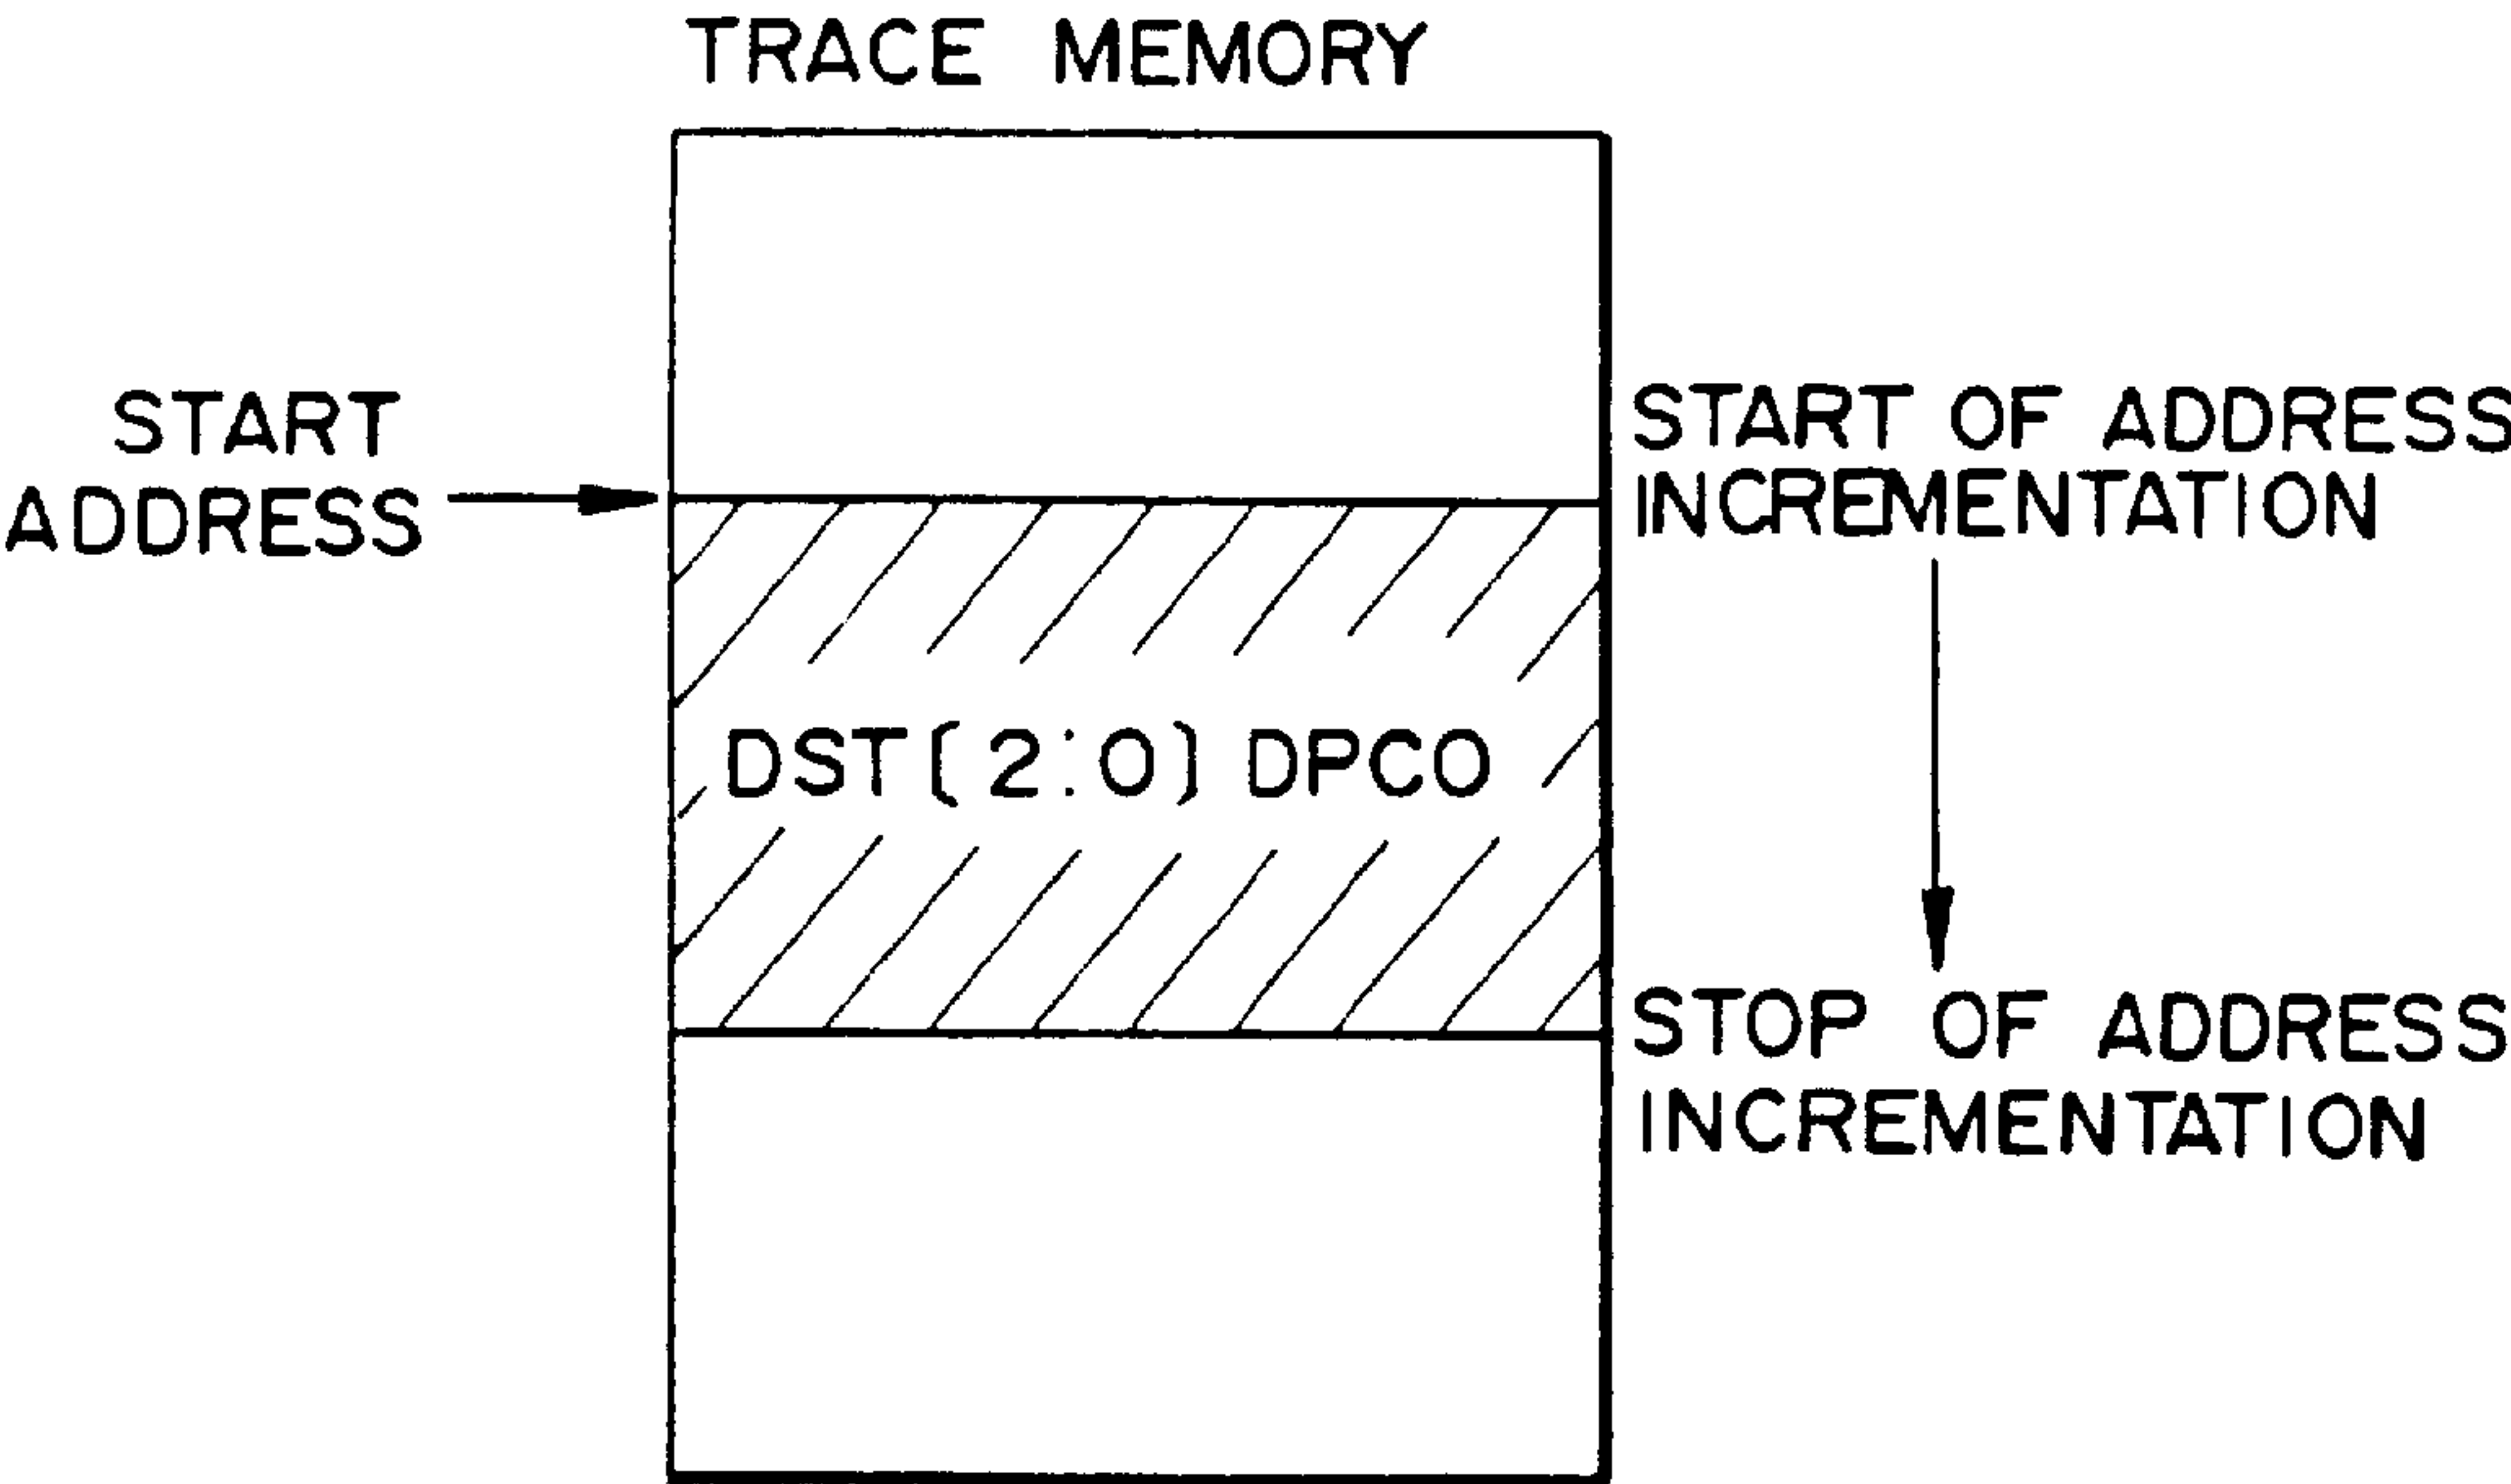 TRACE MEMORY
START
ADDRESS
START OF ADDRESS
INCREMENTATION
DST(2:0) DPCO
STOP OF ADDRESS
INCREMENTATION